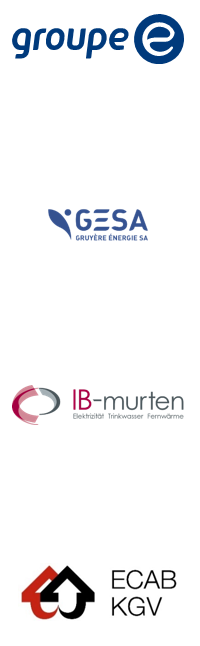 groupe e
GESA
GRUYÈRE ÉNERGIE SA
IB-murten
Elektrizität Trinkwasser Fernwärme
ECAB
KGV